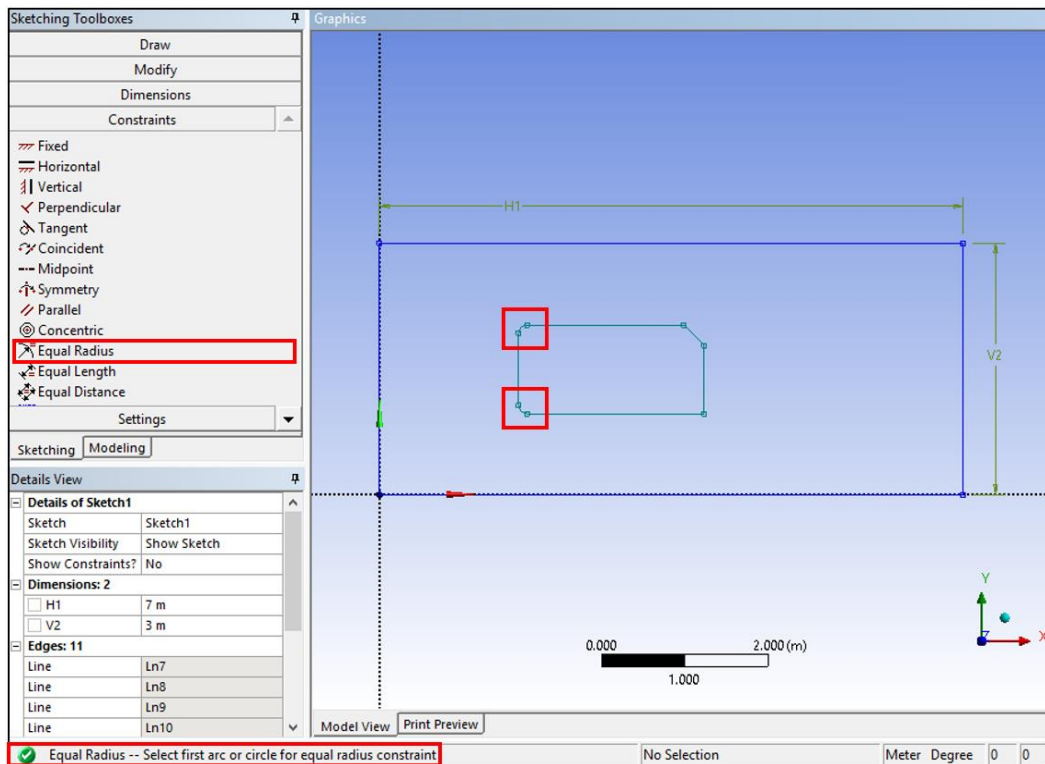 Sketching Toolboxes
Draw
Modify
Dimensions
Constraints
Fixed
Horizontal
Vertical
Perpendicular
Tangent
Coincident
Midpoint
Symmetry
Parallel
Concentric
Equal Radius
Equal Length
Equal Distance
Settings
Sketching Modeling
Details View
Details of Sketch1
Sketch Sketch1
Sketch Visibility Show Sketch
Show Constraints? No
Dimensions: 2
H1 7 m
V2 3 m
Edges: 11
Line Ln7
Line Ln8
Line Ln9
Line Ln10
Graphics
H1
V2
Y
X
Z
0.000 2.000 (m)
1.000
Model View Print Preview
Equal Radius -- Select first arc or circle for equal radius constraint No Selection Meter Degree 0 0